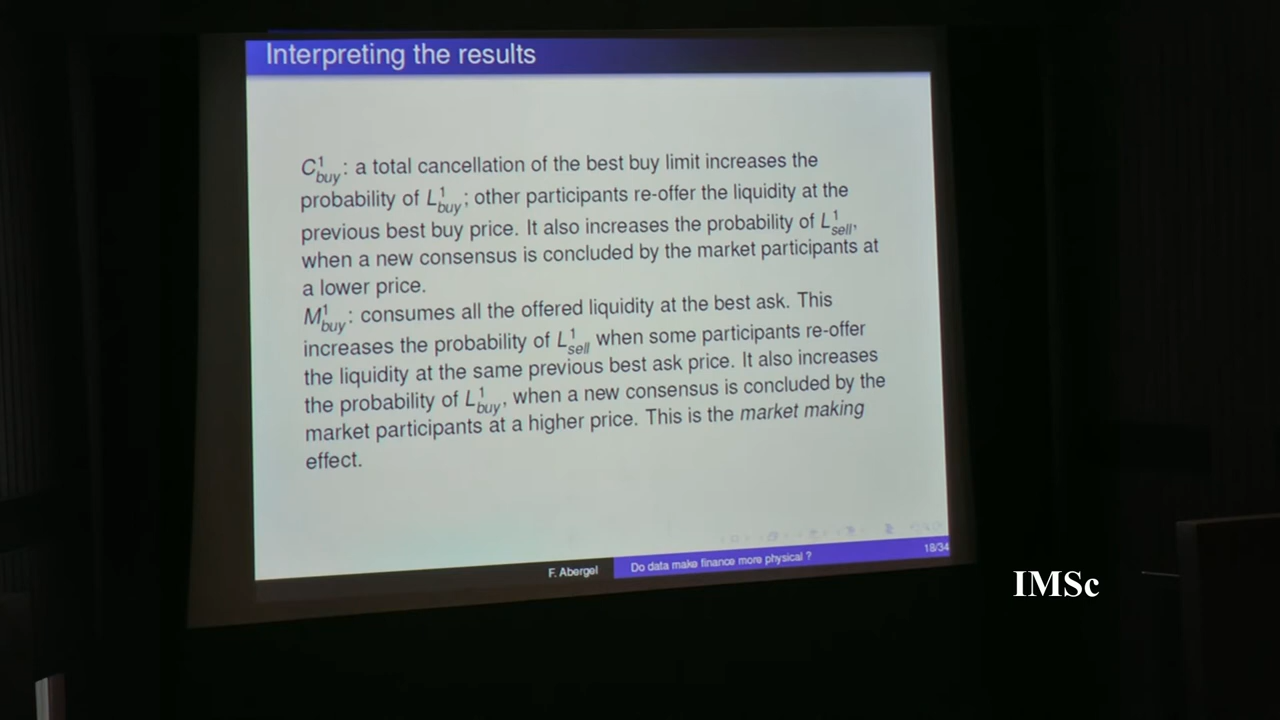 Interpreting the results
C¹buy: a total cancellation of the best buy limit increases the
probability of L¹buy; other participants re-offer the liquidity at the
previous best buy price. It also increases the probability of L¹sell,
when a new consensus is concluded by the market participants at
a lower price.
M¹buy: consumes all the offered liquidity at the best ask. This
increases the probability of L¹sell when some participants re-offer
the liquidity at the same previous best ask price. It also increases
the probability of L¹buy, when a new consensus is concluded by the
market participants at a higher price. This is the market making
effect.
F. Abergel
Do data make finance more physical ?
18/34
IMSc